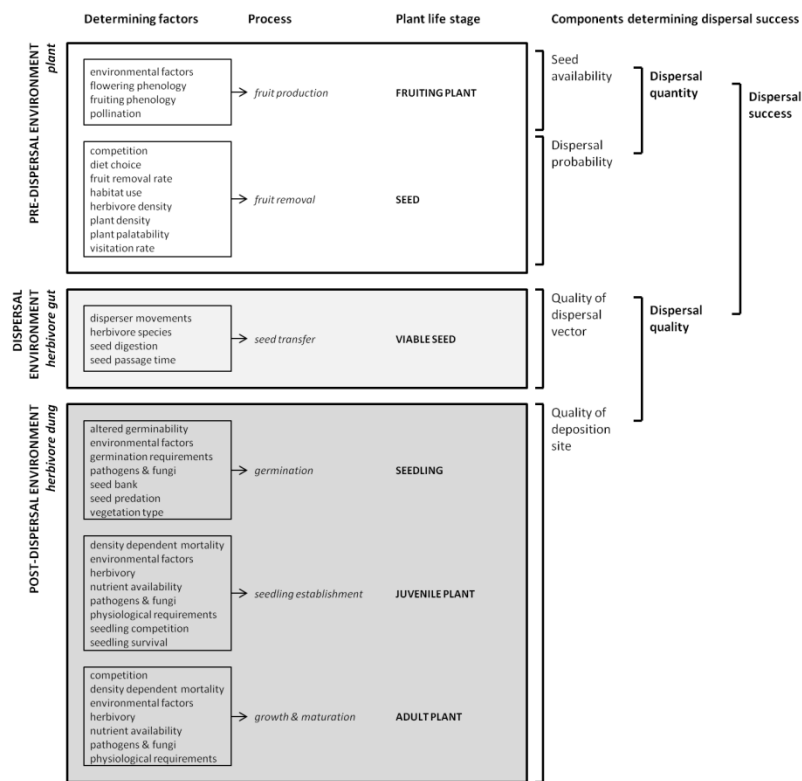 Determining factors
Process
Plant life stage
Components determining dispersal success
PRE-DISPERSAL ENVIRONMENT
plant
environmental factors
flowering phenology
fruiting phenology
pollination
fruit production
FRUITING PLANT
Seed
availability
Dispersal
quantity
Dispersal
success
competition
diet choice
fruit removal rate
habitat use
herbivore density
plant density
plant palatability
visitation rate
fruit removal
SEED
Dispersal
probability
DISPERSAL
ENVIRONMENT
herbivore gut
disperser movements
herbivore species
seed digestion
seed passage time
seed transfer
VIABLE SEED
Quality of
dispersal
vector
Dispersal
quality
POST-DISPERSAL ENVIRONMENT
herbivore dung
altered germinability
environmental factors
germination requirements
pathogens & fungi
seed bank
seed predation
vegetation type
germination
SEEDLING
Quality of
deposition
site
density dependent mortality
environmental factors
herbivory
nutrient availability
pathogens & fungi
physiological requirements
seedling competition
seedling survival
seedling establishment
JUVENILE PLANT
competition
density dependent mortality
environmental factors
herbivory
nutrient availability
pathogens & fungi
physiological requirements
growth & maturation
ADULT PLANT